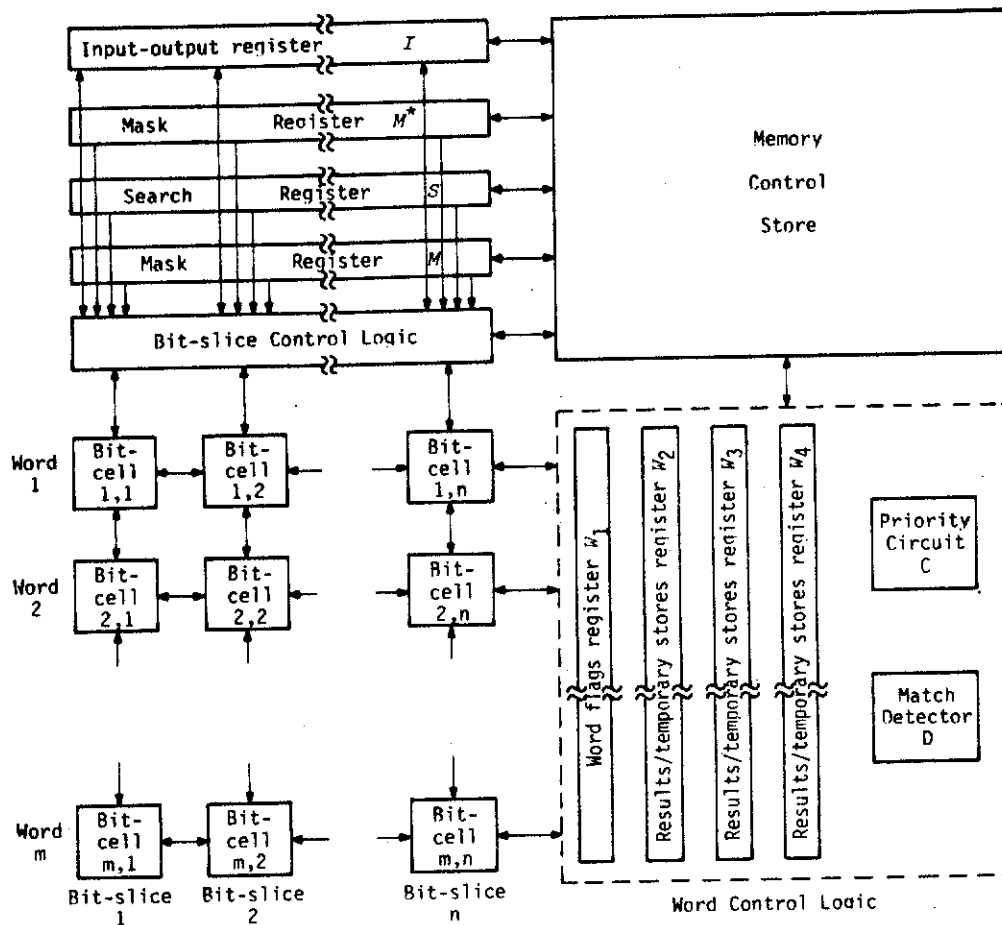 Input-output register I
Mask Register M*
Search Register S
Mask Register M
Bit-slice Control Logic
Memory
Control
Store
Word
1
Bit-
cell
1,1
Bit-
cell
1,2
Bit-
cell
1,n
Word
2
Bit-
cell
2,1
Bit-
cell
2,2
Bit-
cell
2,n
Word
m
Bit-
cell
m,1
Bit-
cell
m,2
Bit-
cell
m,n
Bit-slice
1
Bit-slice
2
Bit-slice
n
Word flags register W1
Results/temporary stores register W2
Results/temporary stores register W3
Results/temporary stores register W4
Priority
Circuit
C
Match
Detector
D
Word Control Logic